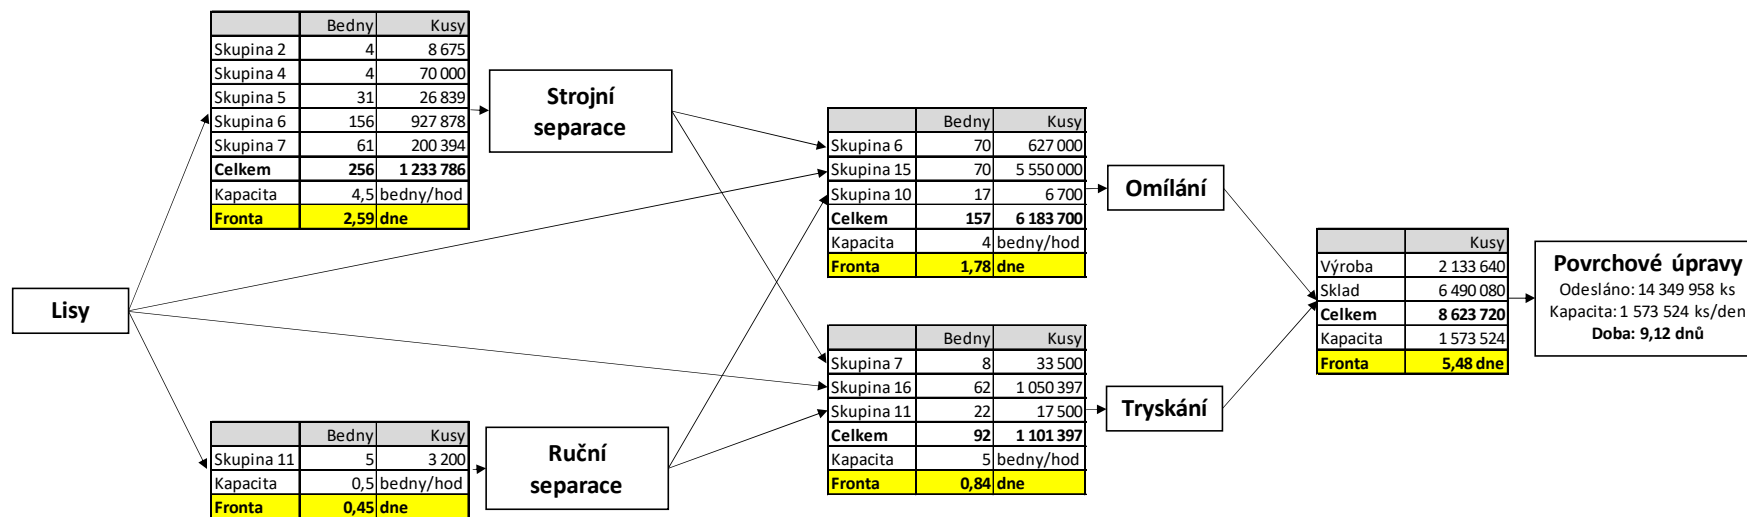 Lisy
Bedny Kusy
Skupina 2 4 8 675
Skupina 4 4 70 000
Skupina 5 31 26 839
Skupina 6 156 927 878
Skupina 7 61 200 394
Celkem 256 1 233 786
Kapacita 4,5 bedny/hod
Fronta 2,59 dne
Strojní
separace
Bedny Kusy
Skupina 11 5 3 200
Kapacita 0,5 bedny/hod
Fronta 0,45 dne
Ruční
separace
Bedny Kusy
Skupina 6 70 627 000
Skupina 15 70 5 550 000
Skupina 10 17 6 700
Celkem 157 6 183 700
Kapacita 4 bedny/hod
Fronta 1,78 dne
Omílání
Bedny Kusy
Skupina 7 8 33 500
Skupina 16 62 1 050 397
Skupina 11 22 17 500
Celkem 92 1 101 397
Kapacita 5 bedny/hod
Fronta 0,84 dne
Tryskání
Kusy
Výroba 2 133 640
Sklad 6 490 080
Celkem 8 623 720
Kapacita 1 573 524
Fronta 5,48 dne
Povrchové úpravy
Odesláno: 14 349 958 ks
Kapacita: 1 573 524 ks/den
Doba: 9,12 dnů